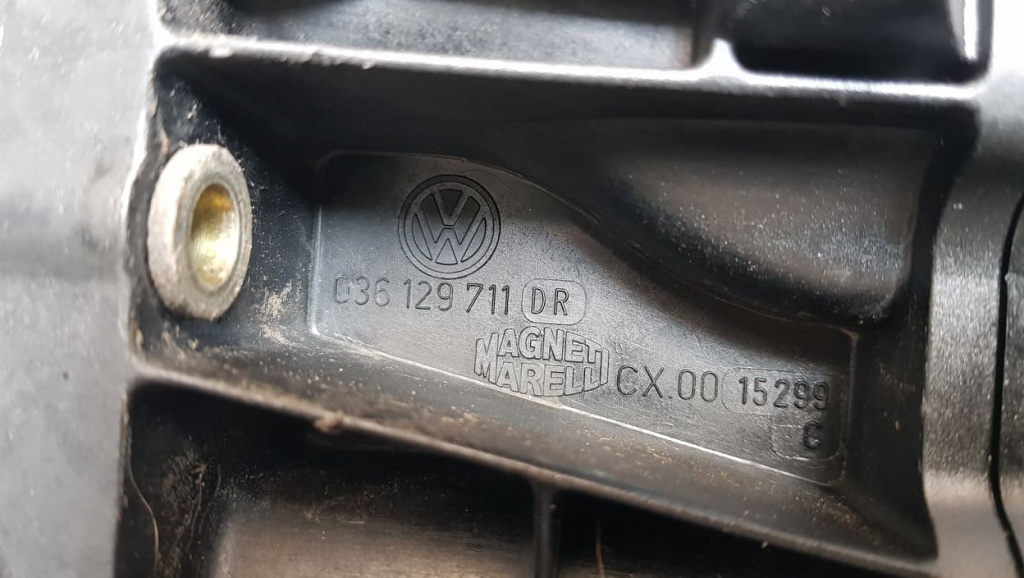 VW
036 129 711 DR
MAGNETI
MARELLI CX.00 15299
C